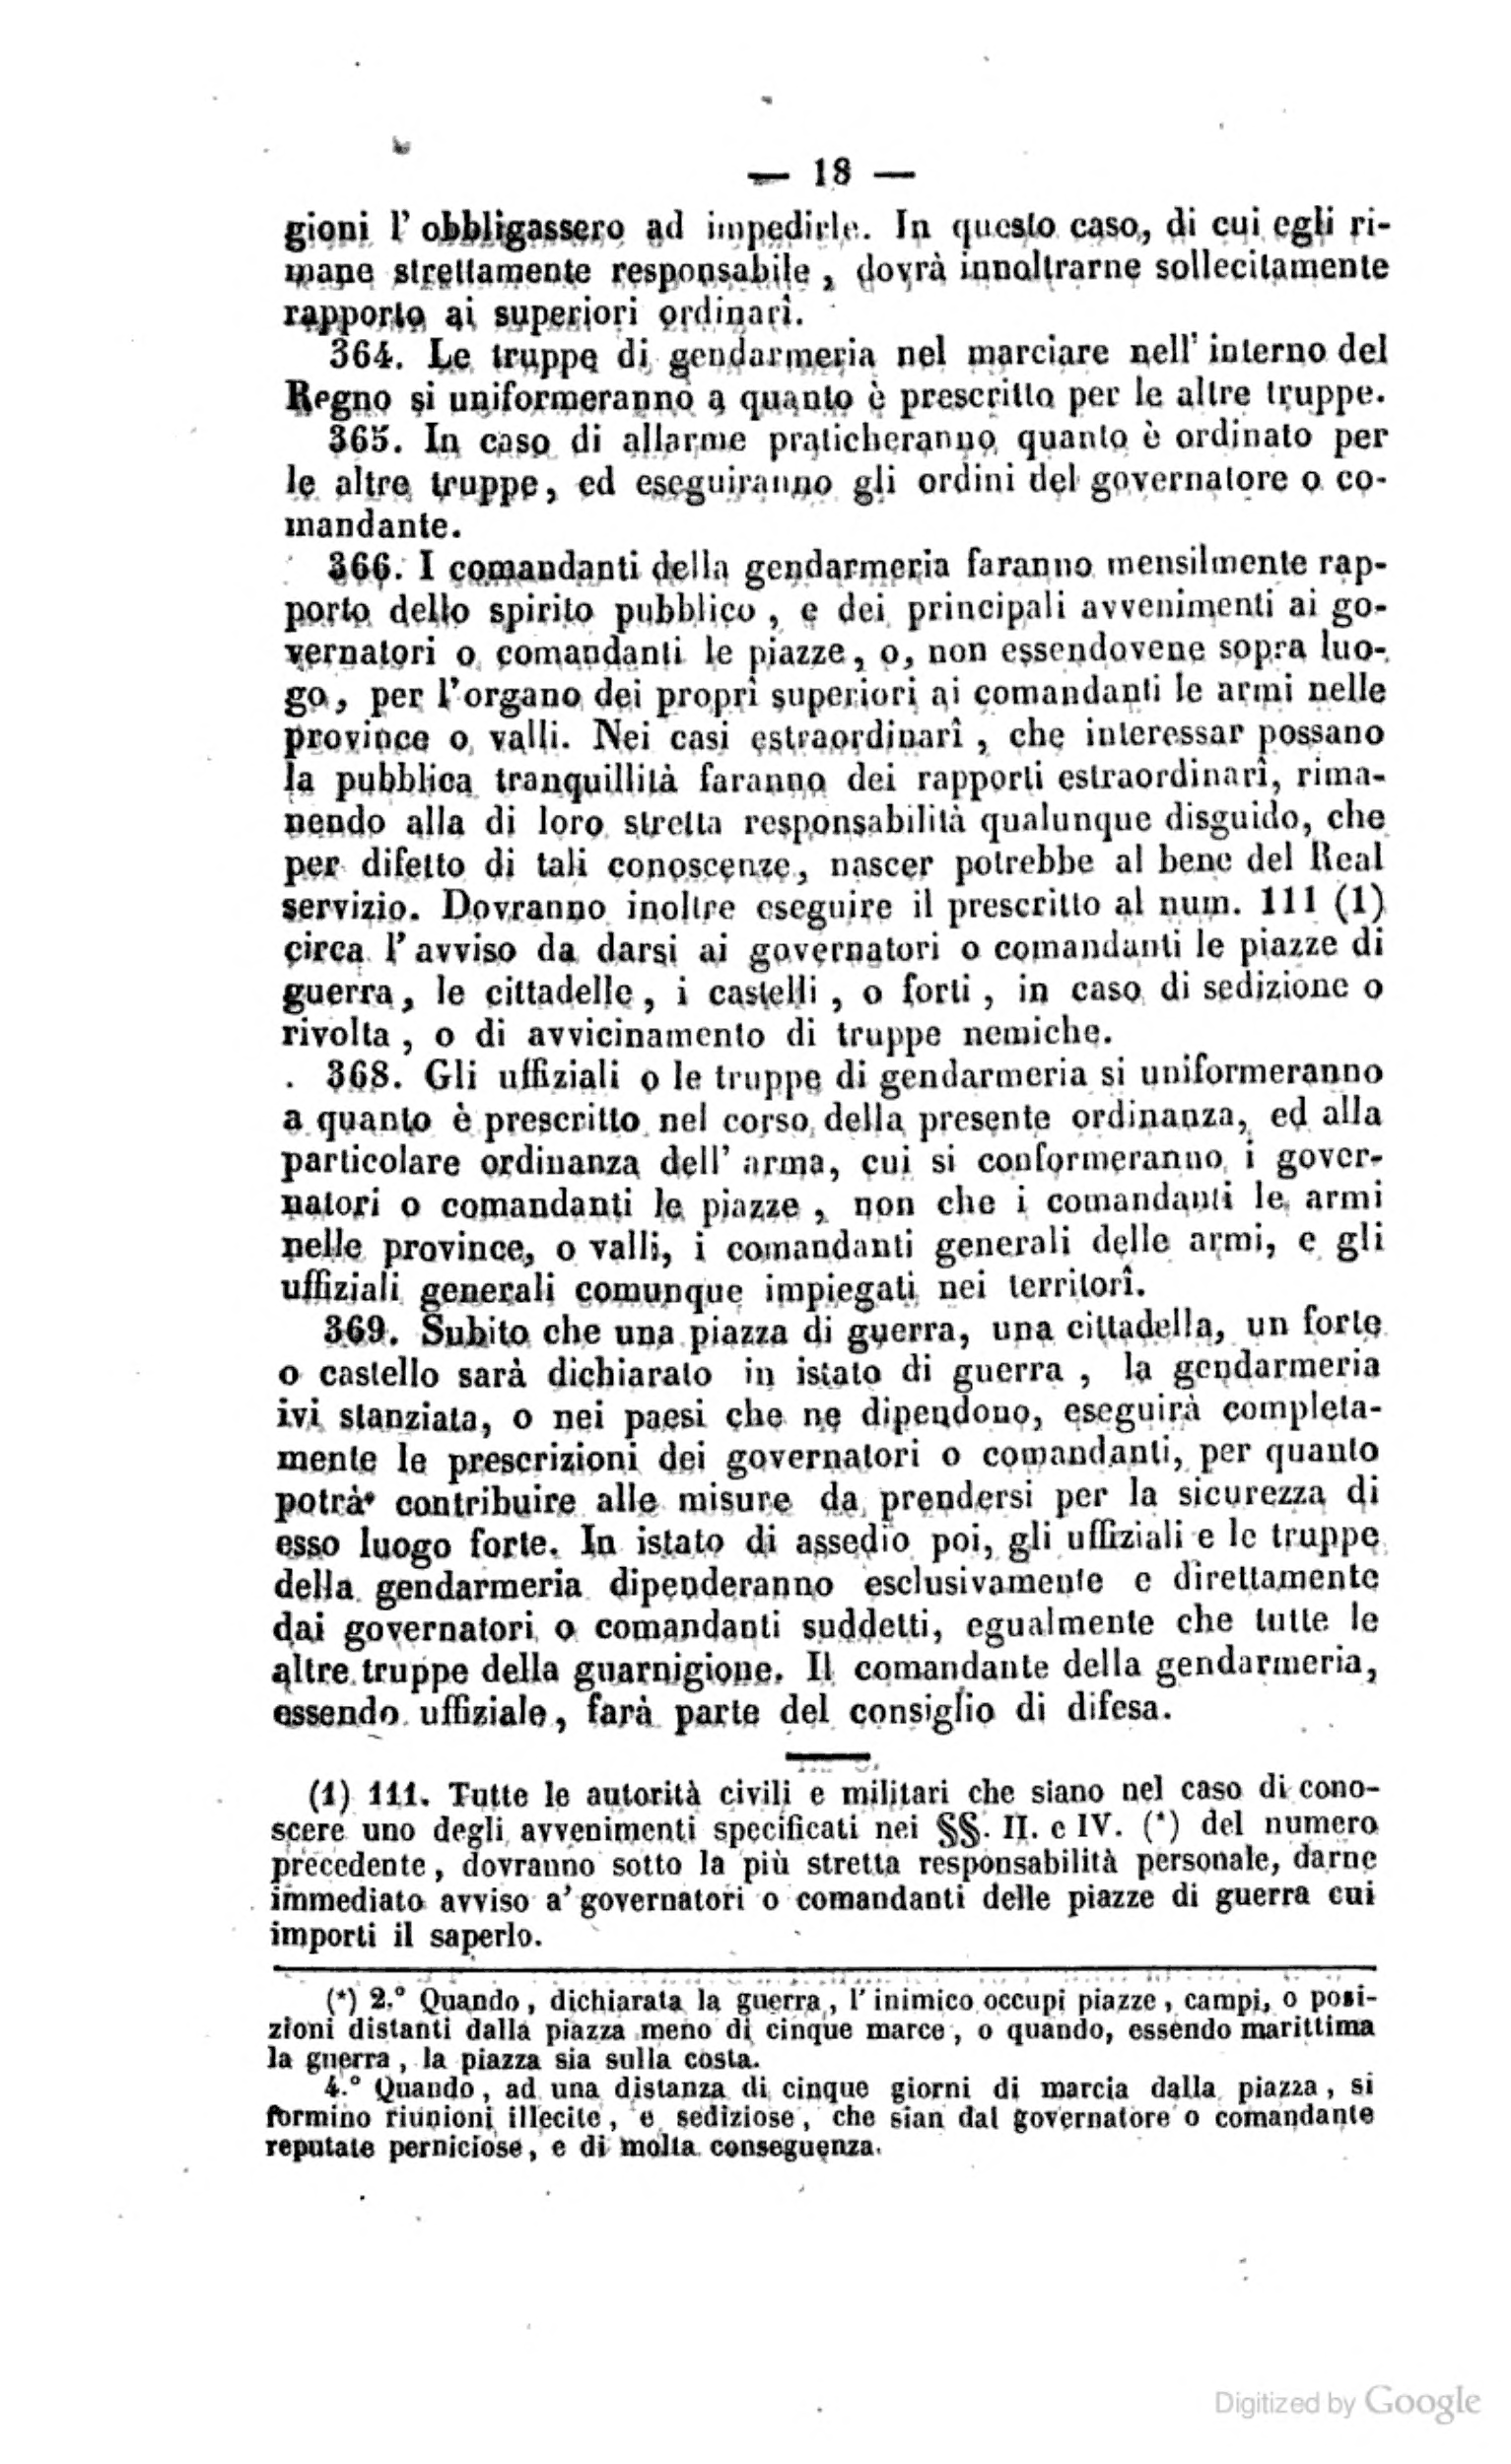 — 18 —
gioni l' obbligassero ad impedirle. In questo caso, di cui egli ri-
mane strettamente responsabile, dovrà innoltrarne sollecitamente
rapporto ai superiori ordinarî.
364. Le truppe di gendarmeria nel marciare nell' interno del
Regno si uniformeranno a quanto è prescritto per le altre truppe.
365. In caso di allarme praticheranno quanto è ordinato per
le altre truppe, ed eseguiranno gli ordini del governatore o co-
mandante.
366. I comandanti della gendarmeria faranno mensilmente rap-
porto dello spirito pubblico, e dei principali avvenimenti ai go-
vernatori o comandanti le piazze, o, non essendovene sopra luo-
go, per l'organo dei proprî superiori ai comandanti le armi nelle
province o valli. Nei casi estraordinarî, che interessar possano
la pubblica tranquillità faranno dei rapporti estraordinarî, rima-
nendo alla di loro stretta responsabilità qualunque disguido, che
per difetto di tali conoscenze, nascer potrebbe al bene del Real
servizio. Dovranno inoltre eseguire il prescritto al num. 111 (1)
circa l' avviso da darsi ai governatori o comandanti le piazze di
guerra, le cittadelle, i castelli, o forti, in caso di sedizione o
rivolta, o di avvicinamento di truppe nemiche.
368. Gli uffiziali o le truppe di gendarmeria si uniformeranno
a quanto è prescritto nel corso della presente ordinanza, ed alla
particolare ordinanza dell' arma, cui si conformeranno i gover-
natori o comandanti le piazze, non che i comandanti le armi
nelle province, o valli, i comandanti generali delle armi, e gli
uffiziali generali comunque impiegati nei territorî.
369. Subito che una piazza di guerra, una cittadella, un forte
o castello sarà dichiarato in istato di guerra, la gendarmeria
ivi stanziata, o nei paesi che ne dipendono, eseguirà completa-
mente le prescrizioni dei governatori o comandanti, per quanto
potrà contribuire alle misure da prendersi per la sicurezza di
esso luogo forte. In istato di assedio poi, gli uffiziali e le truppe
della gendarmeria dipenderanno esclusivamente e direttamente
dai governatori o comandanti suddetti, egualmente che tutte le
altre truppe della guarnigione. Il comandante della gendarmeria,
essendo uffiziale, farà parte del consiglio di difesa.
(1) 111. Tutte le autorità civili e militari che siano nel caso di cono-
scere uno degli avvenimenti specificati nei §§. II. e IV. (*) del numero
precedente, dovranno sotto la più stretta responsabilità personale, darne
immediato avviso a' governatori o comandanti delle piazze di guerra cui
importi il saperlo.
(*) 2.° Quando, dichiarata la guerra, l' inimico occupi piazze, campi, o posi-
zioni distanti dalla piazza meno di cinque marce, o quando, essendo marittima
la guerra, la piazza sia sulla costa.
4.° Quando, ad una distanza di cinque giorni di marcia dalla piazza, si
formino riunioni illecite, e sediziose, che sian dal governatore o comandante
reputate perniciose, e di molta conseguenza.
Digitized by Google